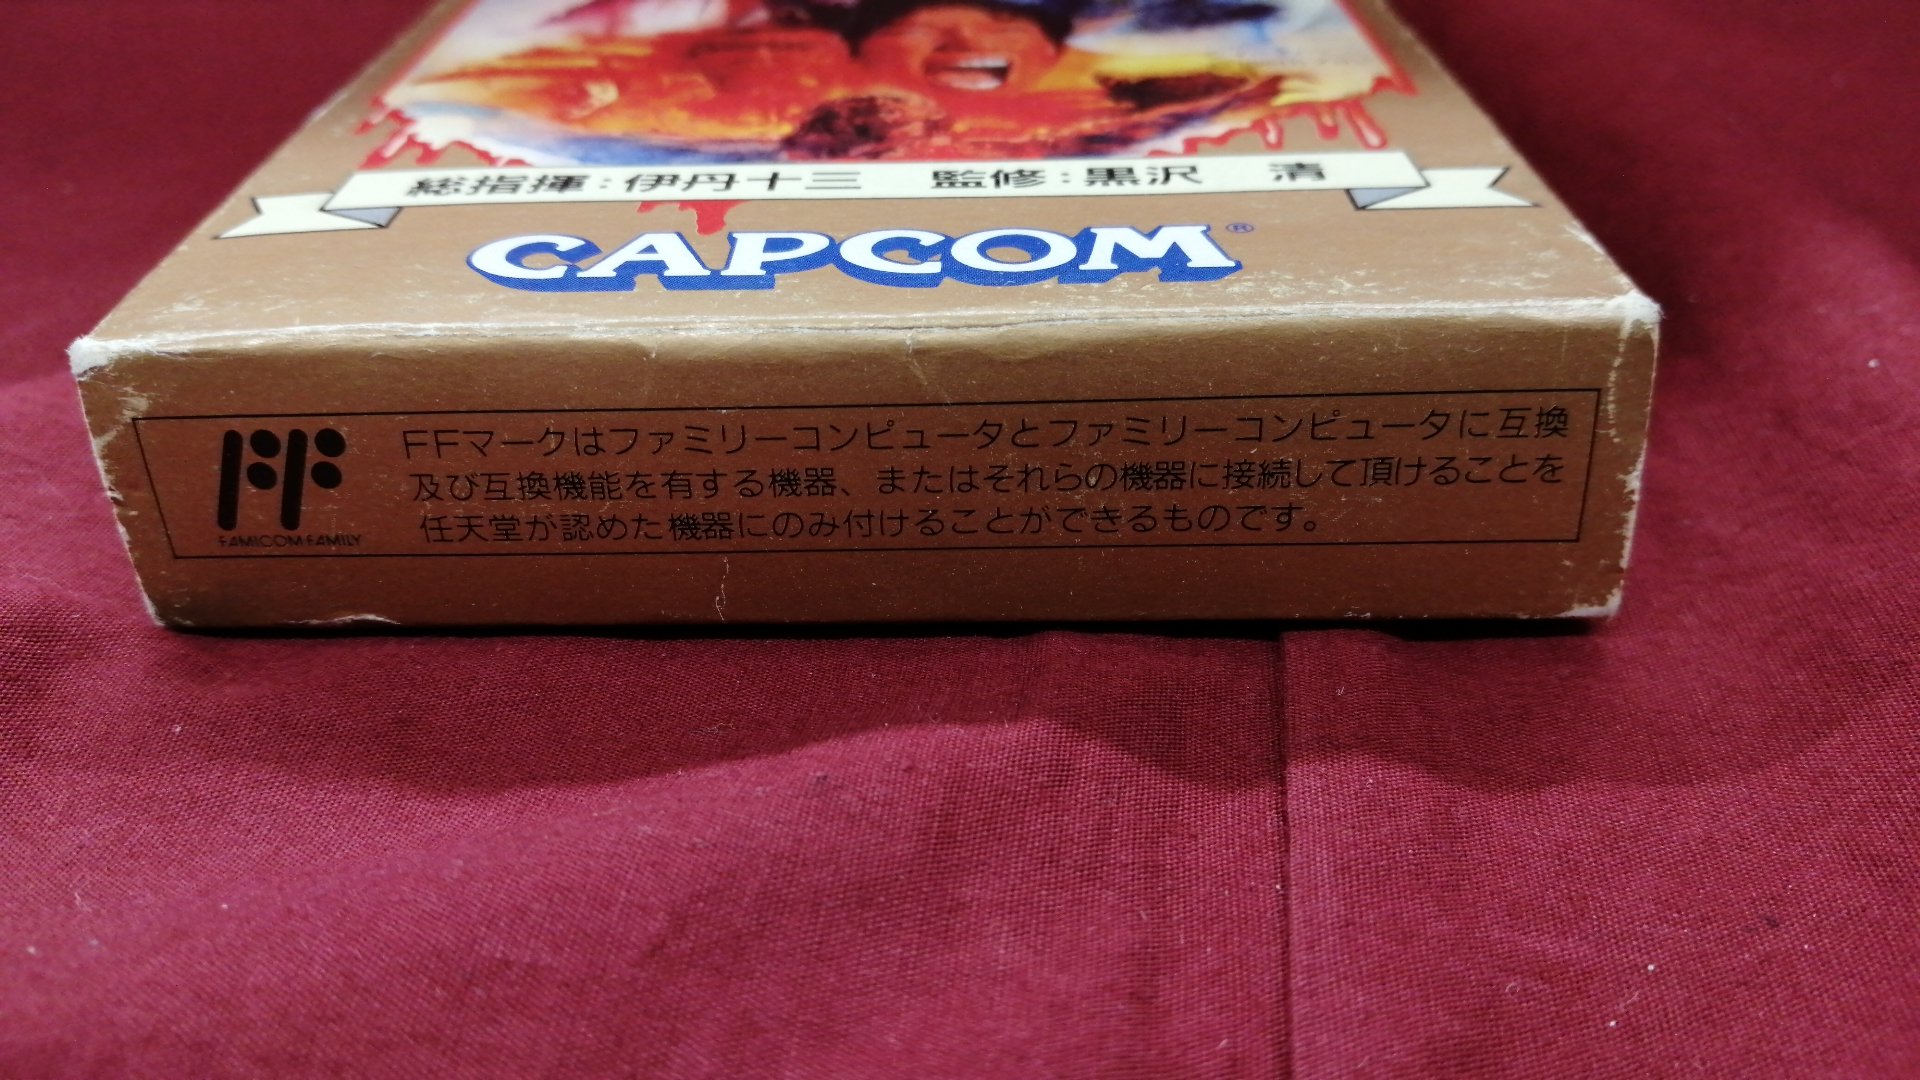 総指揮:伊丹十三 監修:黒沢 清
CAPCOM®
FFマークはファミリーコンピュータとファミリーコンピュータに互換
及び互換機能を有する機器、またはそれらの機器に接続して頂けることを
任天堂が認めた機器にのみ付けることができるものです。
FF
FAMICOM FAMILY